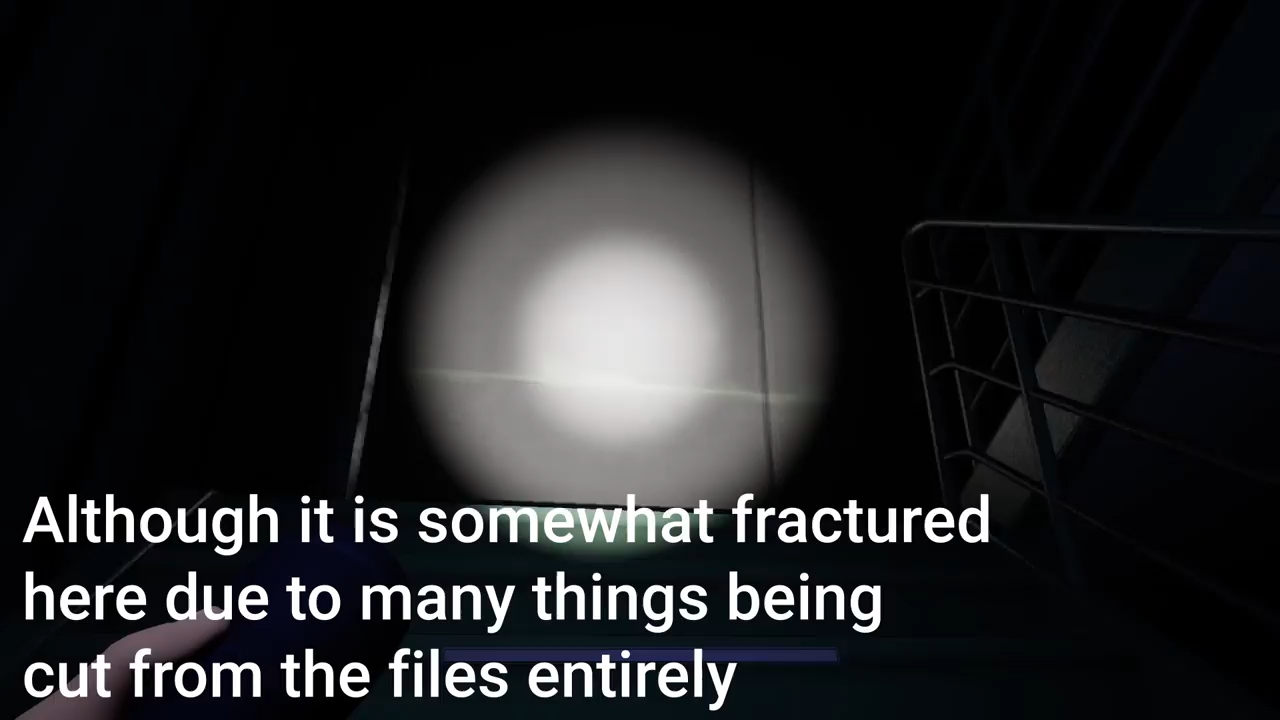 Although it is somewhat fractured
here due to many things being
cut from the files entirely